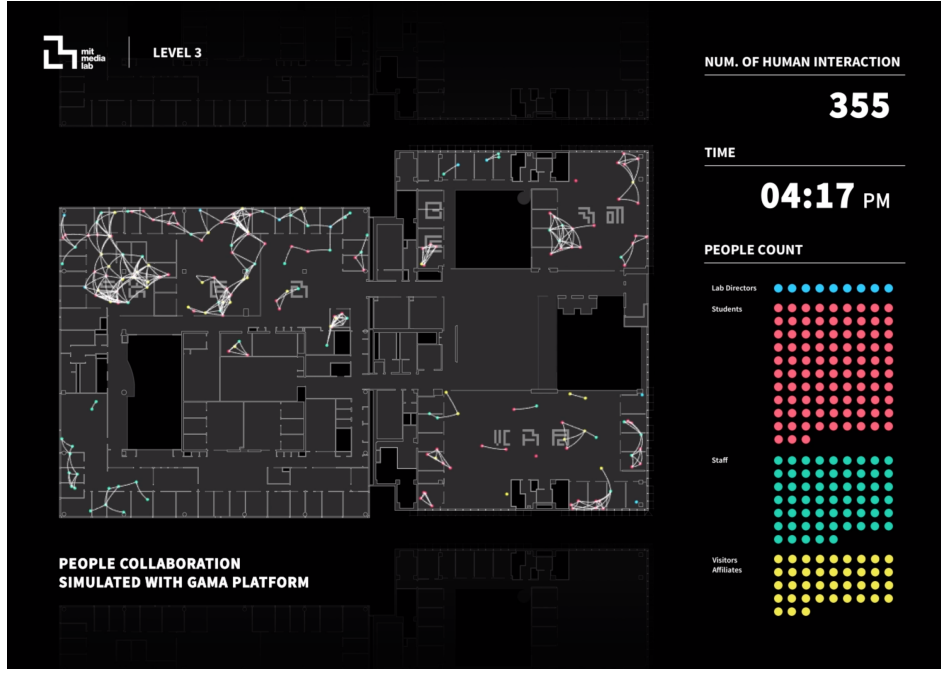 mit
media
lab
LEVEL 3
NUM. OF HUMAN INTERACTION
355
TIME
04:17 PM
PEOPLE COUNT
Lab Directors
Students
Staff
Visitors
Affiliates
PEOPLE COLLABORATION
SIMULATED WITH GAMA PLATFORM